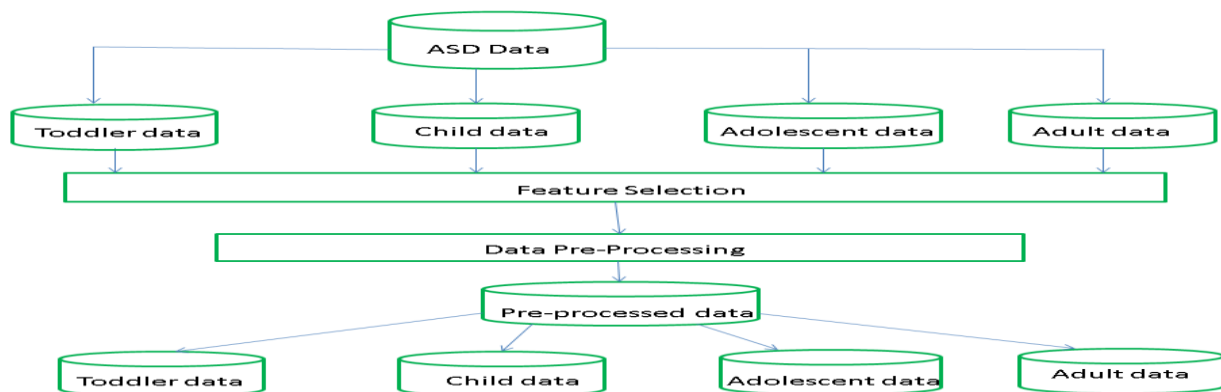 ASD Data
Toddler data
Child data
Adolescent data
Adult data
Feature Selection
Data Pre-Processing
Pre-processed data
Toddler data
Child data
Adolescent data
Adult data